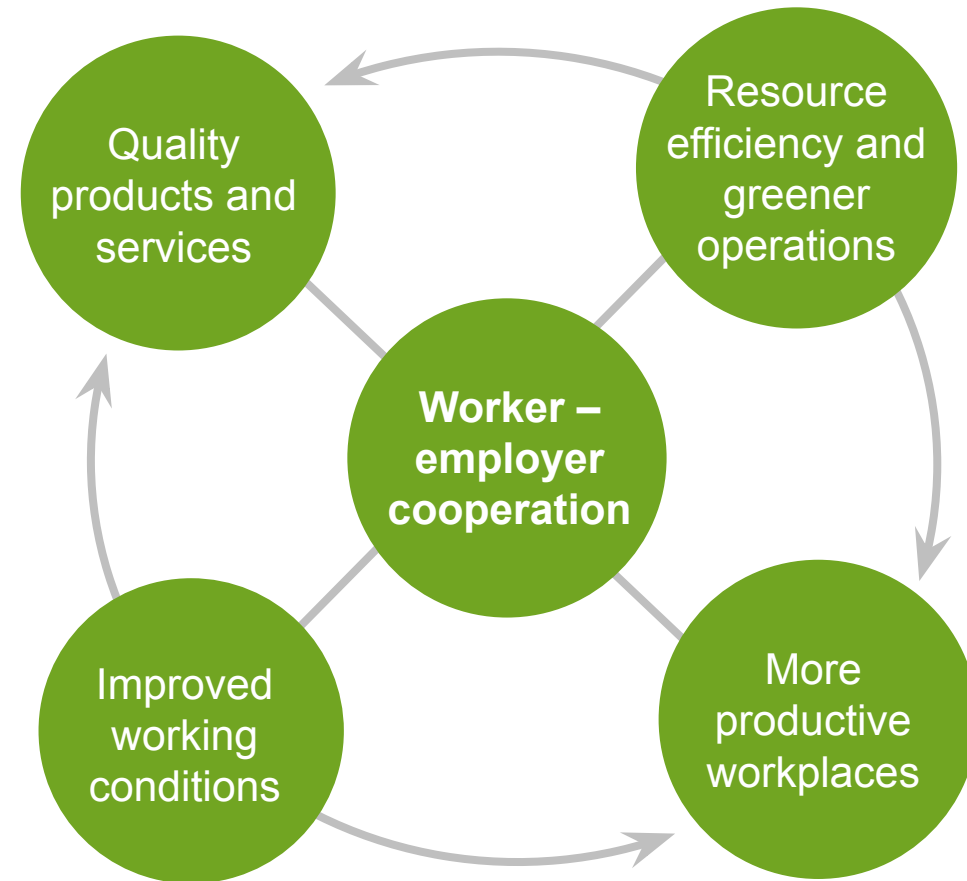 Quality
products and
services
Resource
efficiency and
greener
operations
Worker –
employer
cooperation
Improved
working
conditions
More
productive
workplaces